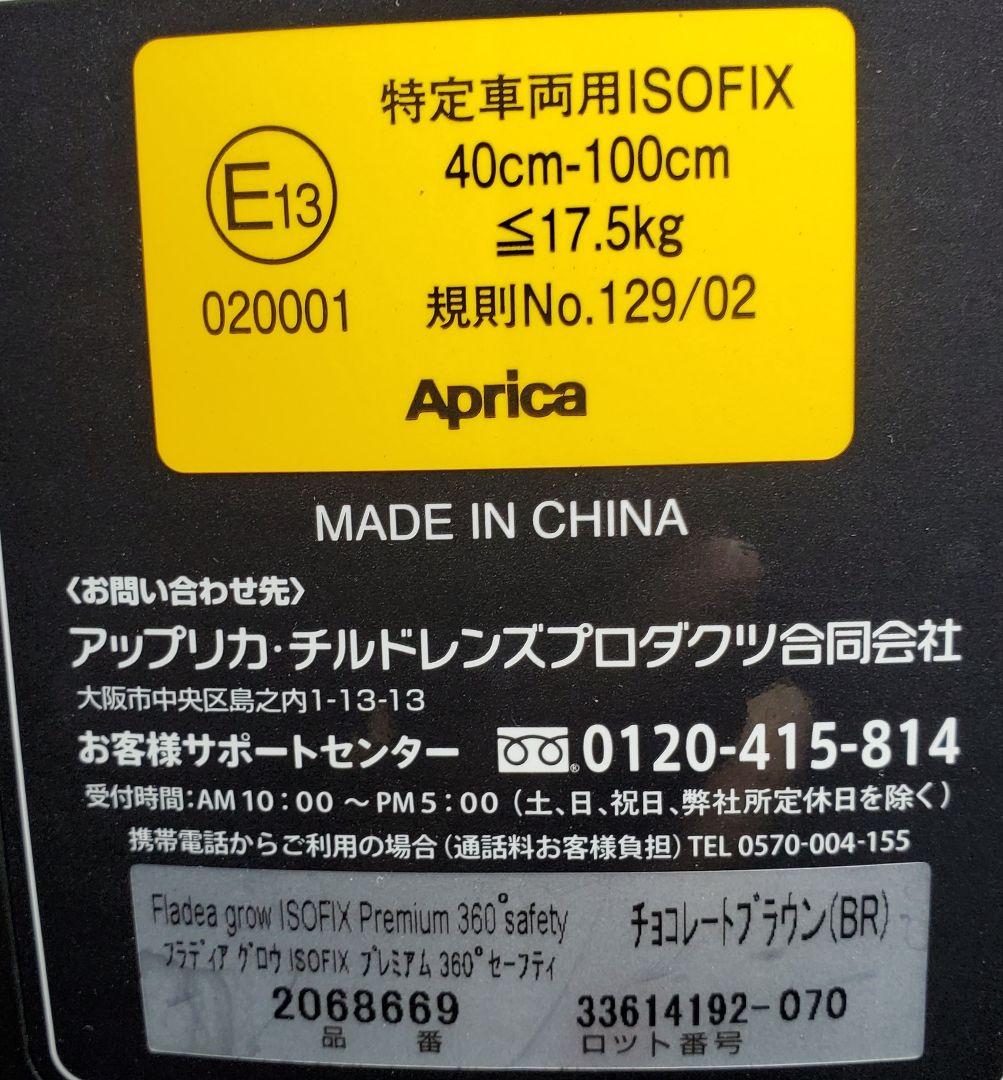 特定車両用ISOFIX
40cm-100cm
≦17.5kg
E13
020001
規則No.129/02
Aprica
MADE IN CHINA
〈お問い合わせ先〉
アップリカ・チルドレンズプロダクツ合同会社
大阪市中央区島之内1-13-13
お客様サポートセンター 0120-415-814
受付時間:AM10:00〜PM5:00(土、日、祝日、弊社所定休日を除く)
携帯電話からご利用の場合(通話料お客様負担)TEL 0570-004-155
Fladea grow ISOFIX Premium 360°safety チョコレートブラウン(BR)
フラディア グロウ ISOFIX プレミアム 360°セーフティ
2068669 33614192-070
品番 ロット番号